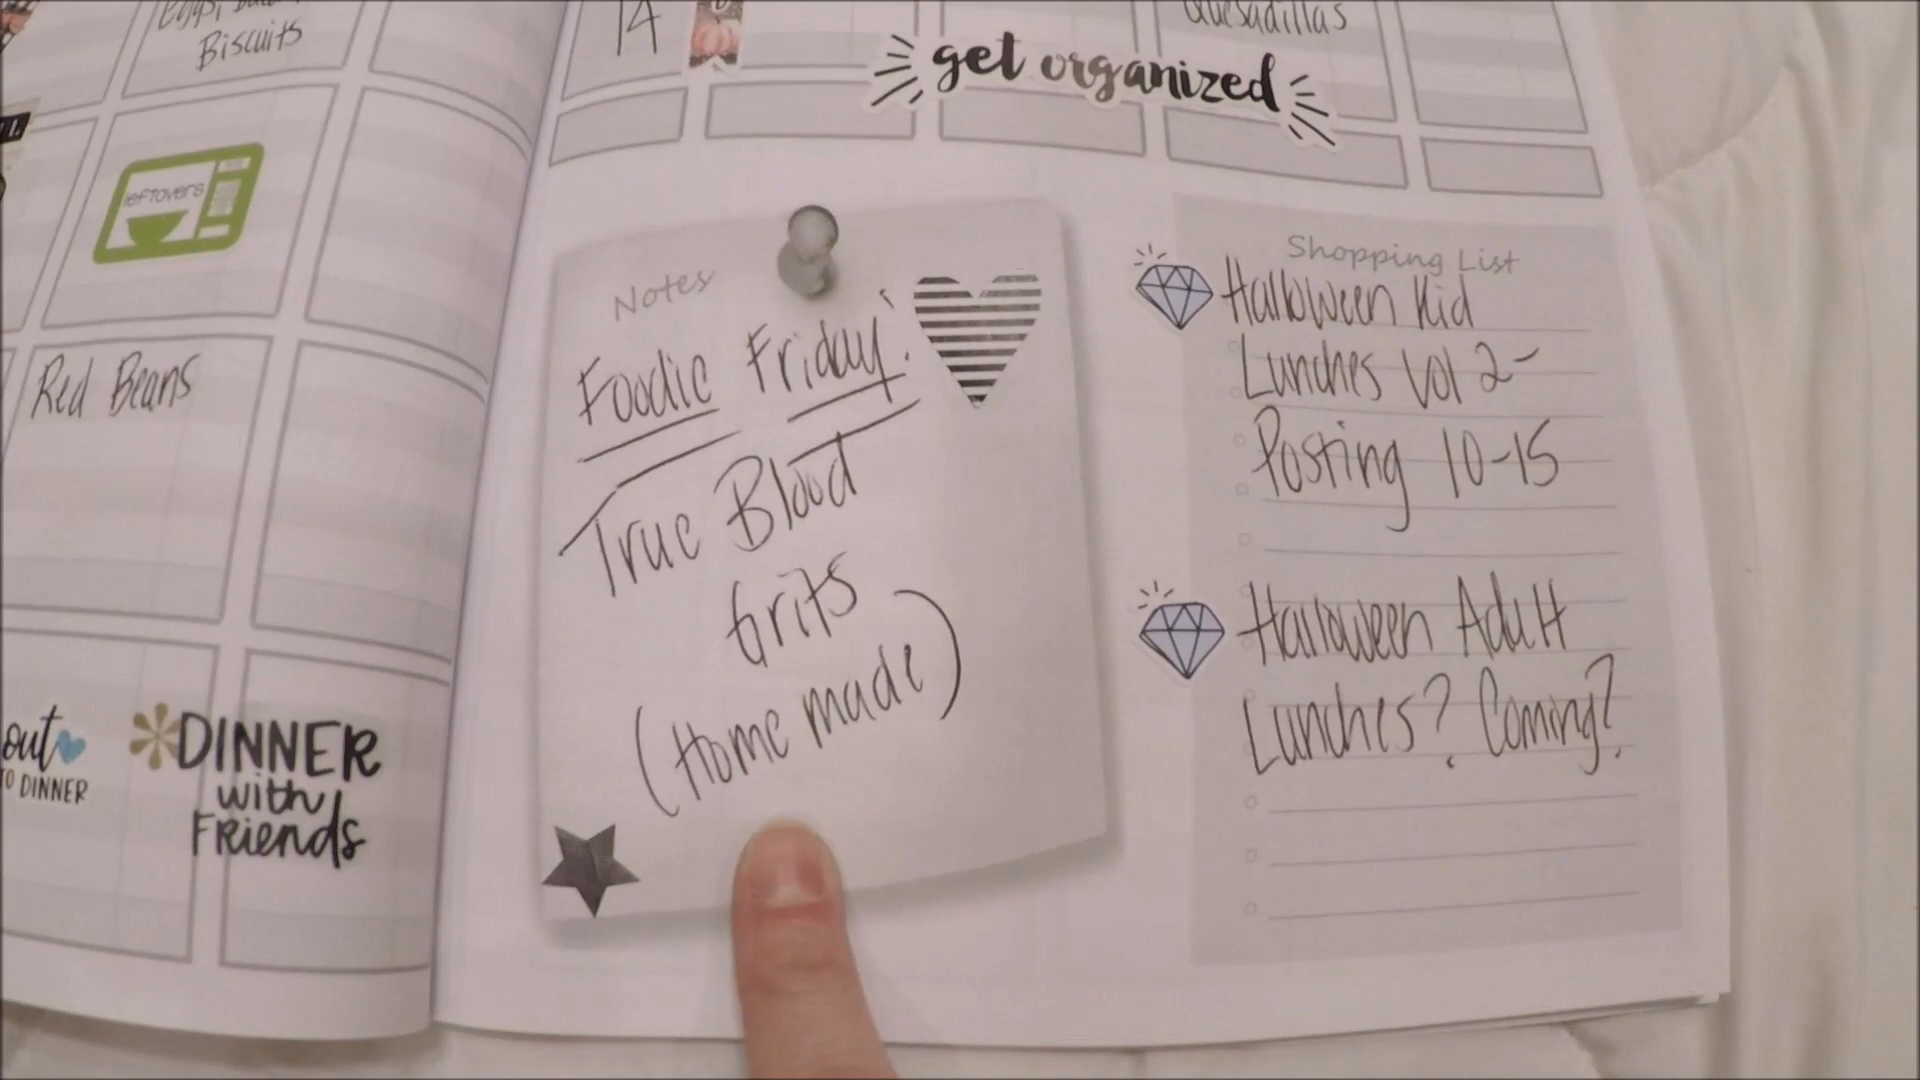 Biscuits
leftovers
Red Beans
out
TO DINNER
DINNER
with
FRiends
14
Quesadillas
get organized
Notes
Foodie Friday:
True Blood
Grits
(Home made)
Shopping List
Halloween Kid
Lunches Vol 2-
Posting 10-15
Halloween Adult
Lunches? Coming?